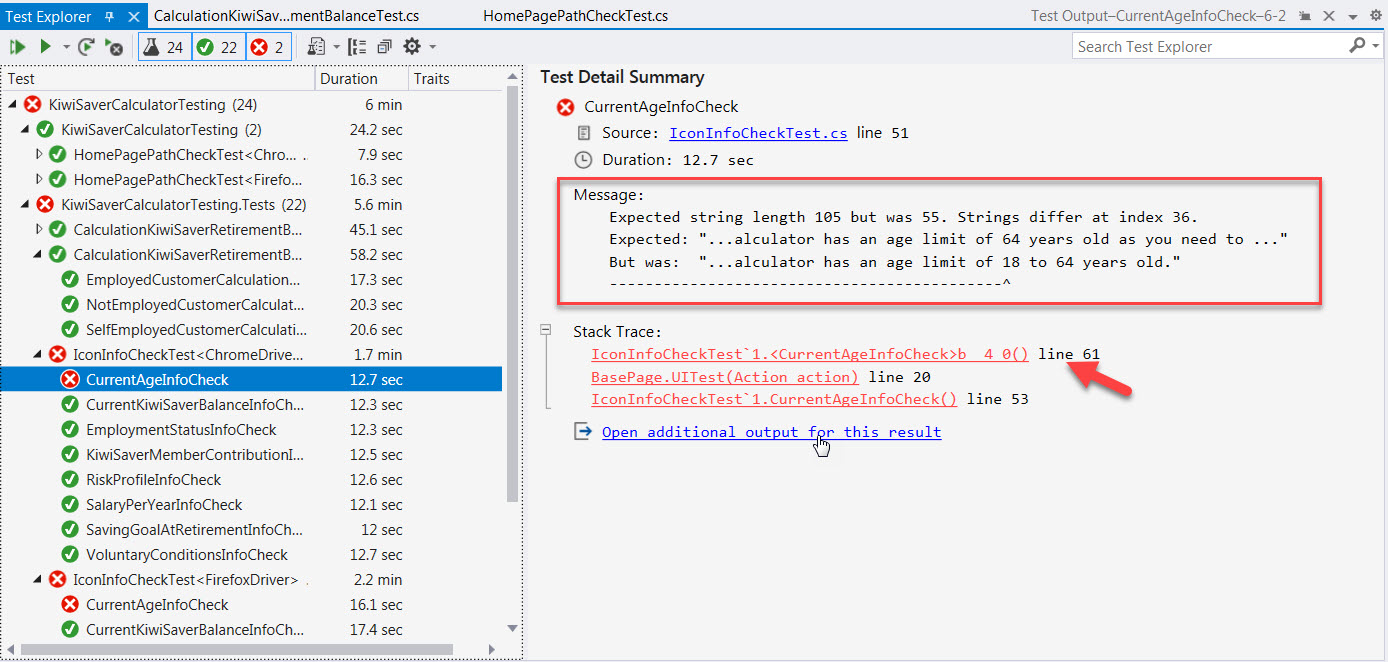 Test Explorer
CalculationKiwiSav...mentBalanceTest.cs
HomePagePathCheckTest.cs
Test Output–CurrentAgeInfoCheck–6-2
24 22 2
Search Test Explorer
Test Duration Traits
KiwiSaverCalculatorTesting (24) 6 min
KiwiSaverCalculatorTesting (2) 24.2 sec
HomePagePathCheckTest<Chro... . 7.9 sec
HomePagePathCheckTest<Firefo... 16.3 sec
KiwiSaverCalculatorTesting.Tests (22) 5.6 min
CalculationKiwiSaverRetirementB... 45.1 sec
CalculationKiwiSaverRetirementB... 58.2 sec
EmployedCustomerCalculation... 17.3 sec
NotEmployedCustomerCalculat... 20.3 sec
SelfEmployedCustomerCalculati... 20.6 sec
IconInfoCheckTest<ChromeDrive... 1.7 min
CurrentAgeInfoCheck 12.7 sec
CurrentKiwiSaverBalanceInfoCh... 12.3 sec
EmploymentStatusInfoCheck 12.3 sec
KiwiSaverMemberContributionI... 12.5 sec
RiskProfileInfoCheck 12.6 sec
SalaryPerYearInfoCheck 12.1 sec
SavingGoalAtRetirementInfoCh... 12 sec
VoluntaryConditionsInfoCheck 12.7 sec
IconInfoCheckTest<FirefoxDriver> . 2.2 min
CurrentAgeInfoCheck 16.1 sec
CurrentKiwiSaverBalanceInfoCh... 17.4 sec
Test Detail Summary
CurrentAgeInfoCheck
Source: IconInfoCheckTest.cs line 51
Duration: 12.7 sec
Message:
Expected string length 105 but was 55. Strings differ at index 36.
Expected: "...alculator has an age limit of 64 years old as you need to ..."
But was: "...alculator has an age limit of 18 to 64 years old."
--------------------------------------------^
Stack Trace:
IconInfoCheckTest`1.<CurrentAgeInfoCheck>b__4_0() line 61
BasePage.UITest(Action action) line 20
IconInfoCheckTest`1.CurrentAgeInfoCheck() line 53
Open additional output for this result